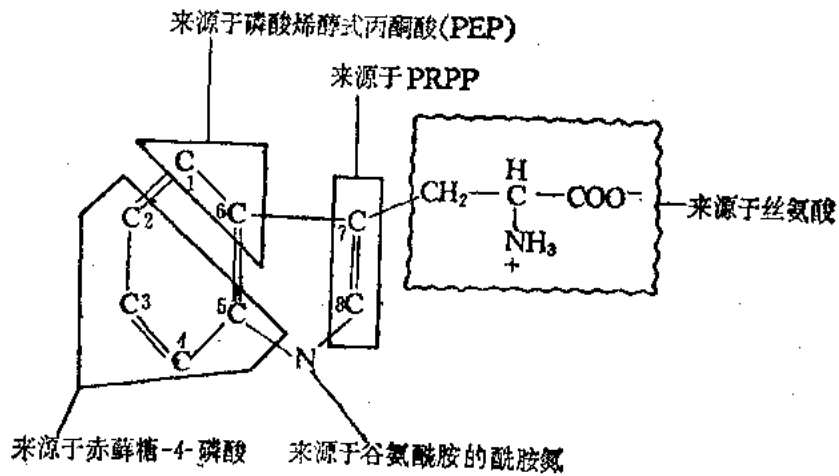 来源于磷酸烯醇式丙酮酸(PEP)
来源于PRPP
C
1
C2
6C
C
7
CH₂
H
C
COO⁻
NH₃
+
来源于丝氨酸
C3
5C
8C
4
C
N
来源于赤藓糖-4-磷酸
来源于谷氨酰胺的酰胺氮